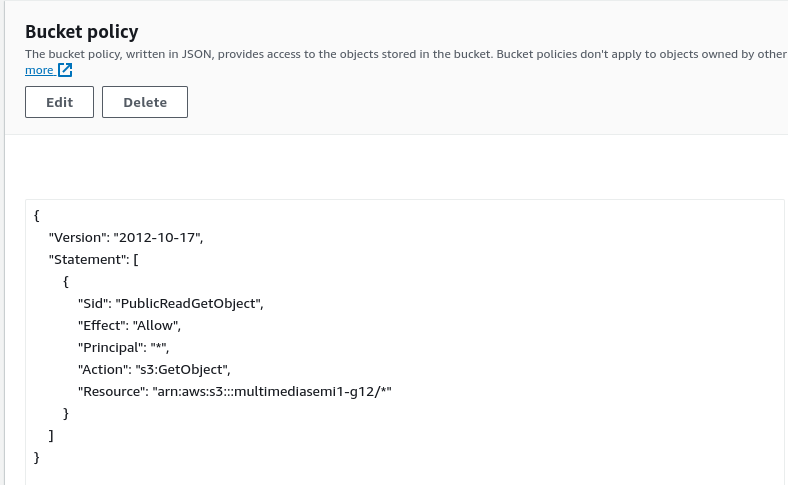 Bucket policy
The bucket policy, written in JSON, provides access to the objects stored in the bucket. Bucket policies don't apply to objects owned by other
more
Edit Delete
{
    "Version": "2012-10-17",
    "Statement": [
        {
            "Sid": "PublicReadGetObject",
            "Effect": "Allow",
            "Principal": "*",
            "Action": "s3:GetObject",
            "Resource": "arn:aws:s3:::multimediasemi1-g12/*"
        }
    ]
}